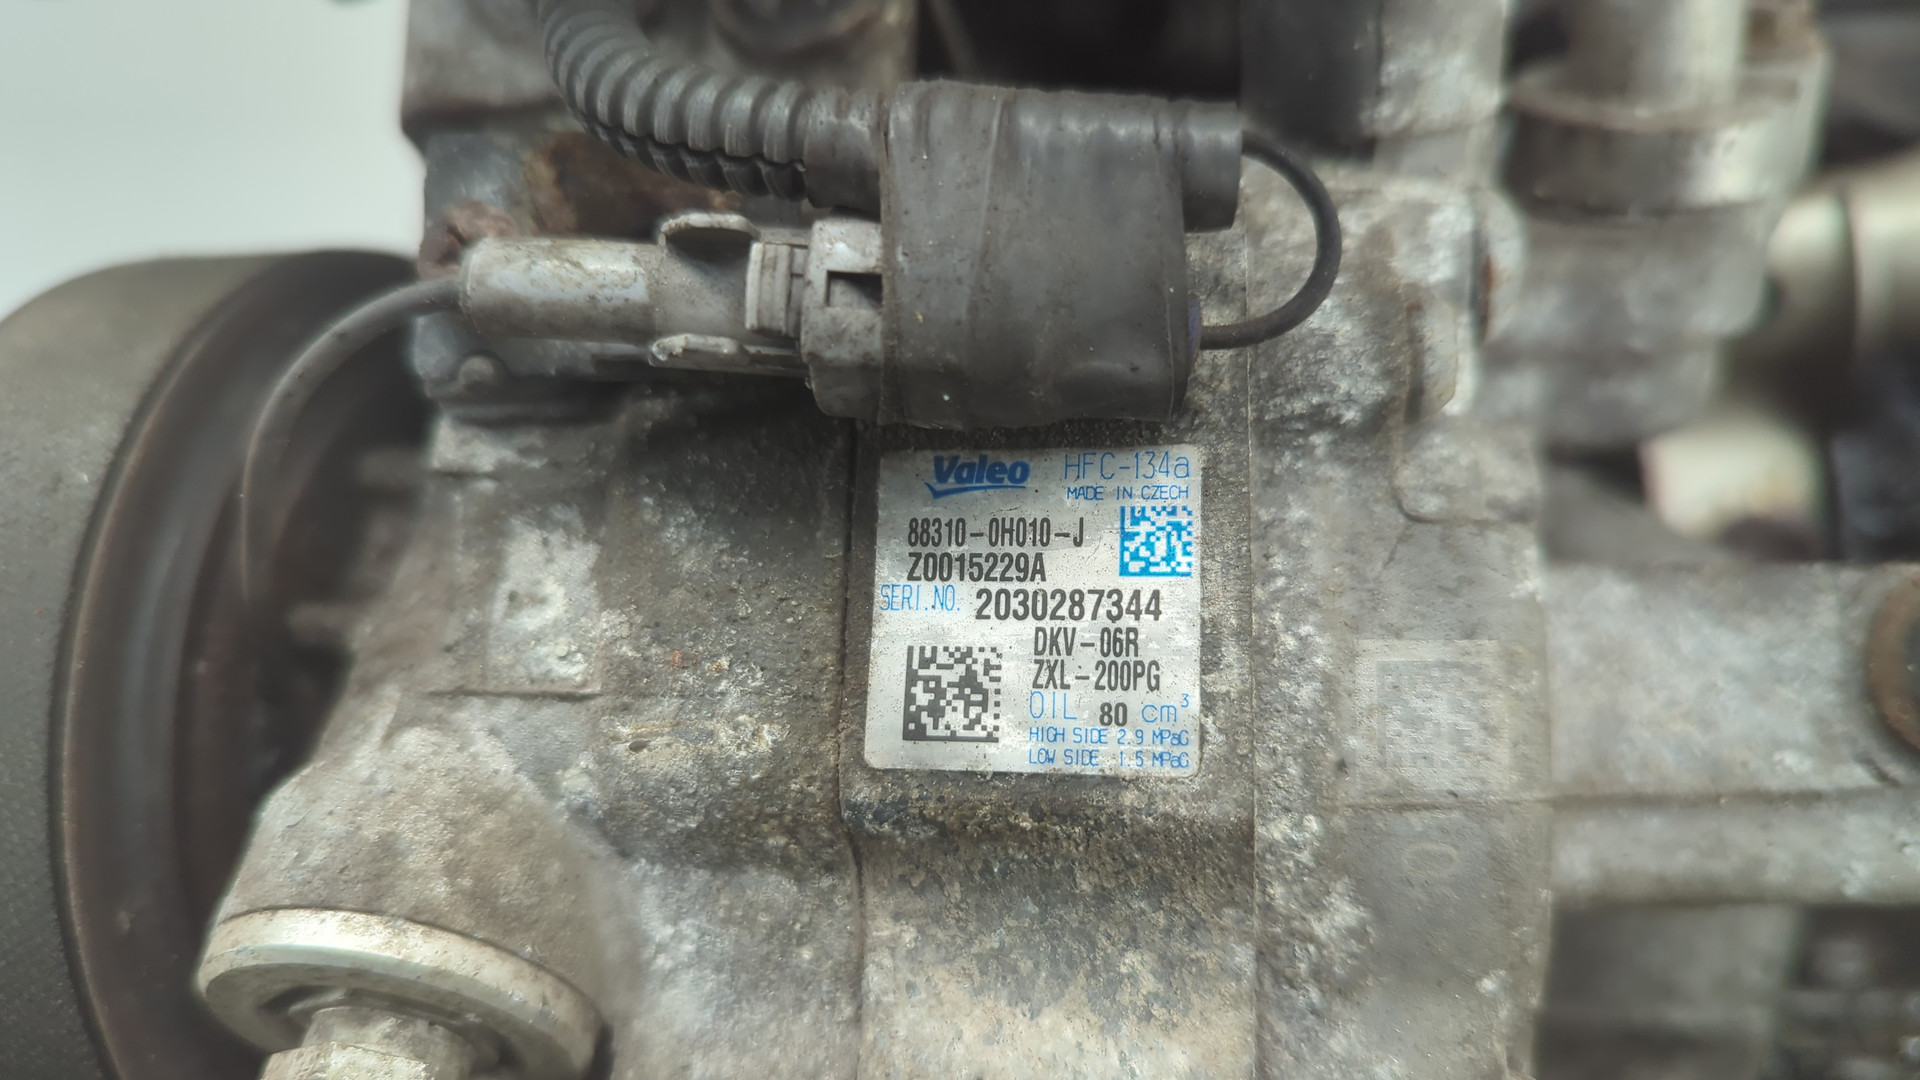 Valeo HFC-134a
MADE IN CZECH
88310-0H010-J
Z0015229A
SERI.NO. 2030287344
DKV-06R
ZXL-200PG
OIL 80 cm³
HIGH SIDE 2.9 MPaG
LOW SIDE 1.5 MPaG